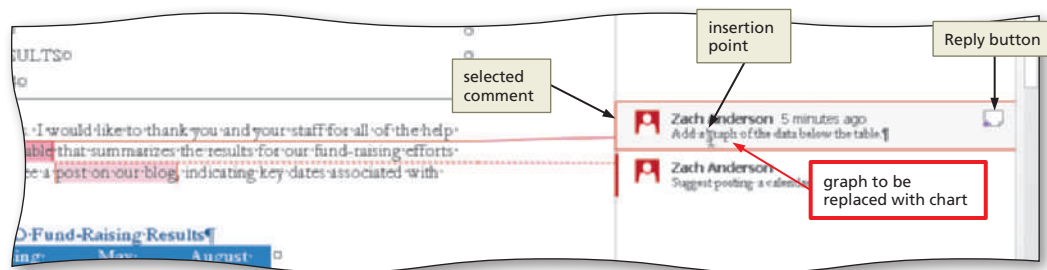 insertion
point
Reply button
selected
comment
SULTS¤
Zach Anderson 5 minutes ago
Add a graph of the data below the table.¶
I·would·like·to·thank·you·and·your·staff·for·all·of·the·help·
able·that·summarizes·the·results·for·our·fund-raising·efforts·
a·post·on·our·blog,·indicating·key·dates·associated·with·
Zach Anderson
Suggest posting a calendar
graph to be
replaced with chart
Fund-Raising·Results¶
May· August· ¤